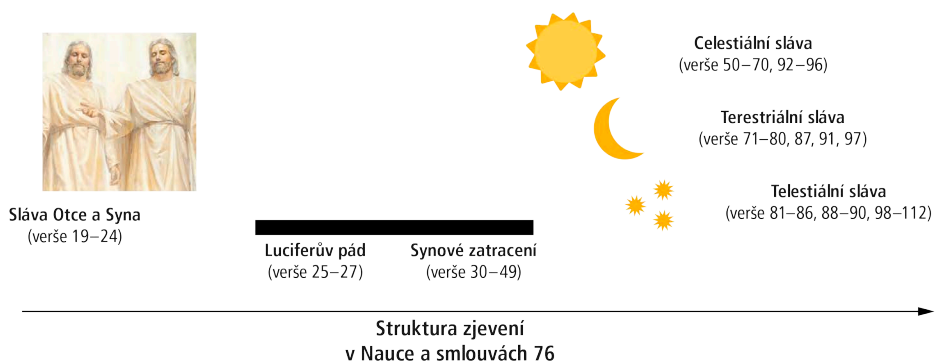 Sláva Otce a Syna
(verše 19–24)
Luciferův pád
(verše 25–27)
Synové zatracení
(verše 30–49)
Celestiální sláva
(verše 50–70, 92–96)
Terestriální sláva
(verše 71–80, 87, 91, 97)
Telestiální sláva
(verše 81–86, 88–90, 98–112)
Struktura zjevení
v Nauce a smlouvách 76